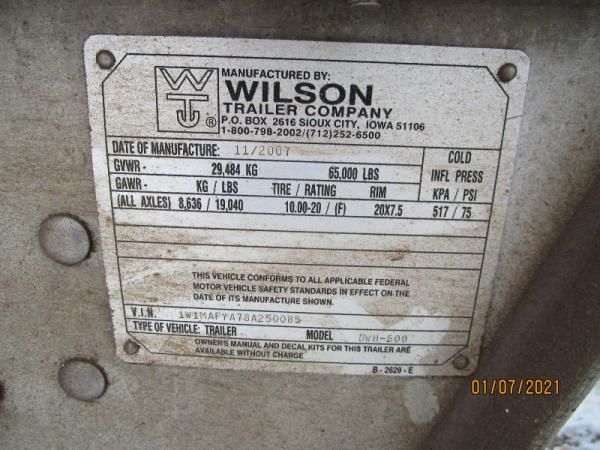 WT ®
MANUFACTURED BY:
WILSON
TRAILER COMPANY
P.O. BOX 2616 SIOUX CITY, IOWA 51106
1-800-798-2002/(712)252-6500
DATE OF MANUFACTURE: 11/2007 COLD
GVWR - 29,484 KG 65,000 LBS INFL PRESS
GAWR - KG / LBS TIRE / RATING RIM KPA / PSI
(ALL AXLES) 8,636 / 19,040 10.00-20 / (F) 20X7.5 517 / 75
THIS VEHICLE CONFORMS TO ALL APPLICABLE FEDERAL
MOTOR VEHICLE SAFETY STANDARDS IN EFFECT ON THE
DATE OF ITS MANUFACTURE SHOWN.
V.I.N. 1W1MAFYA78A250085
TYPE OF VEHICLE: TRAILER MODEL DWH-500
OWNER'S MANUAL AND DECAL KITS FOR THIS TRAILER ARE
AVAILABLE WITHOUT CHARGE
B - 2629 - E
01/07/2021